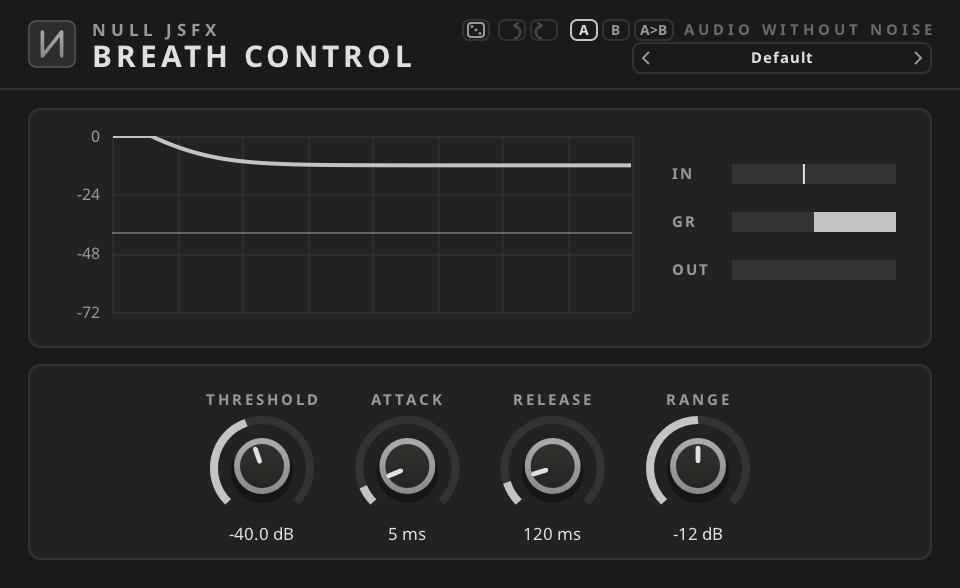 NULL JSFX
BREATH CONTROL
A
B
A>B
AUDIO WITHOUT NOISE
Default
0
-24
-48
-72
IN
GR
OUT
THRESHOLD
ATTACK
RELEASE
RANGE
-40.0 dB
5 ms
120 ms
-12 dB